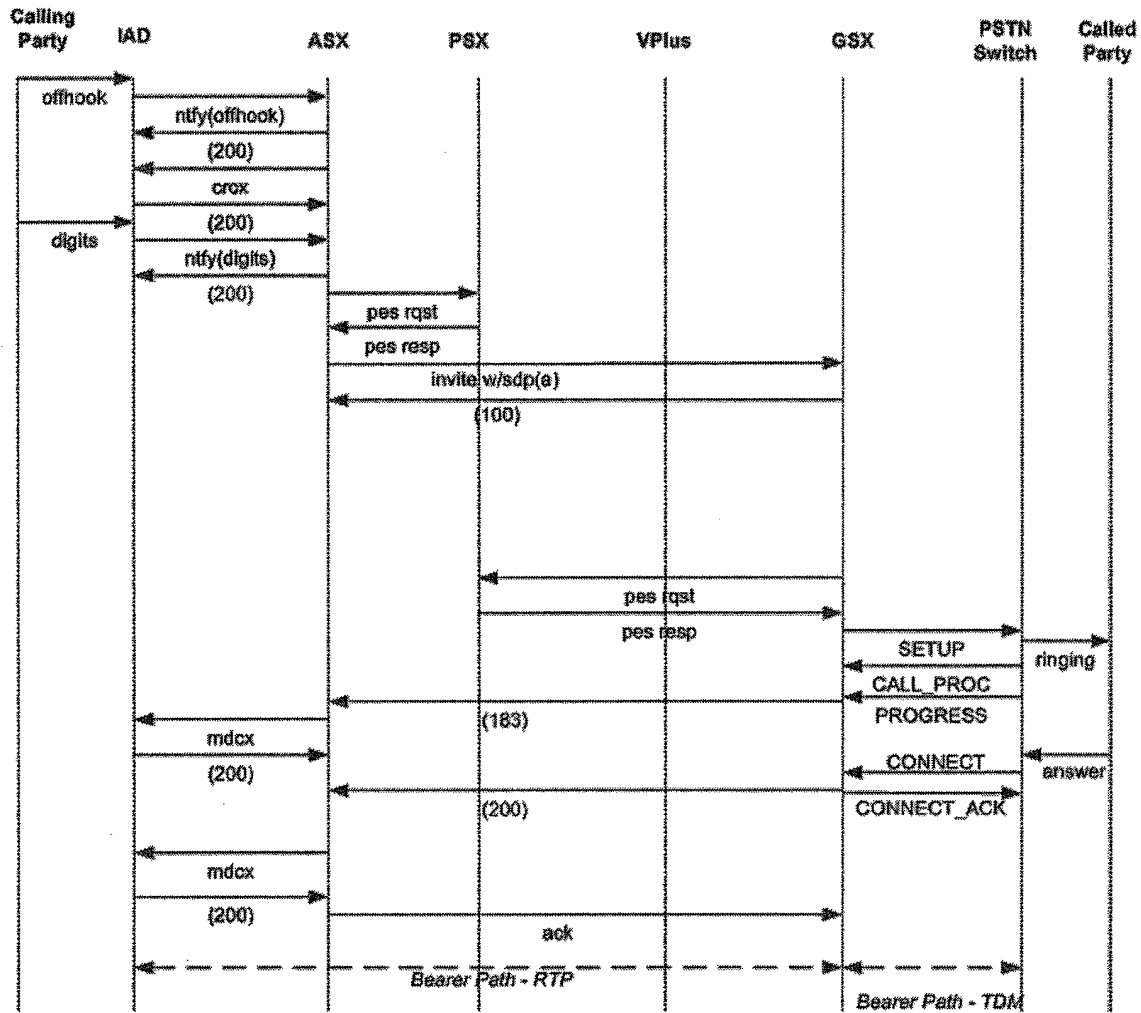 Calling Party
IAD
ASX
PSX
VPlus
GSX
PSTN Switch
Called Party
offhook
ntfy(offhook)
(200)
crcx
(200)
digits
ntfy(digits)
(200)
pes rqst
pes resp
invite w/sdp(a)
(100)
pes rqst
pes resp
SETUP
ringing
CALL_PROC
(183)
PROGRESS
mdcx
(200)
CONNECT
answer
(200)
CONNECT_ACK
mdcx
(200)
ack
Bearer Path - RTP
Bearer Path - TDM